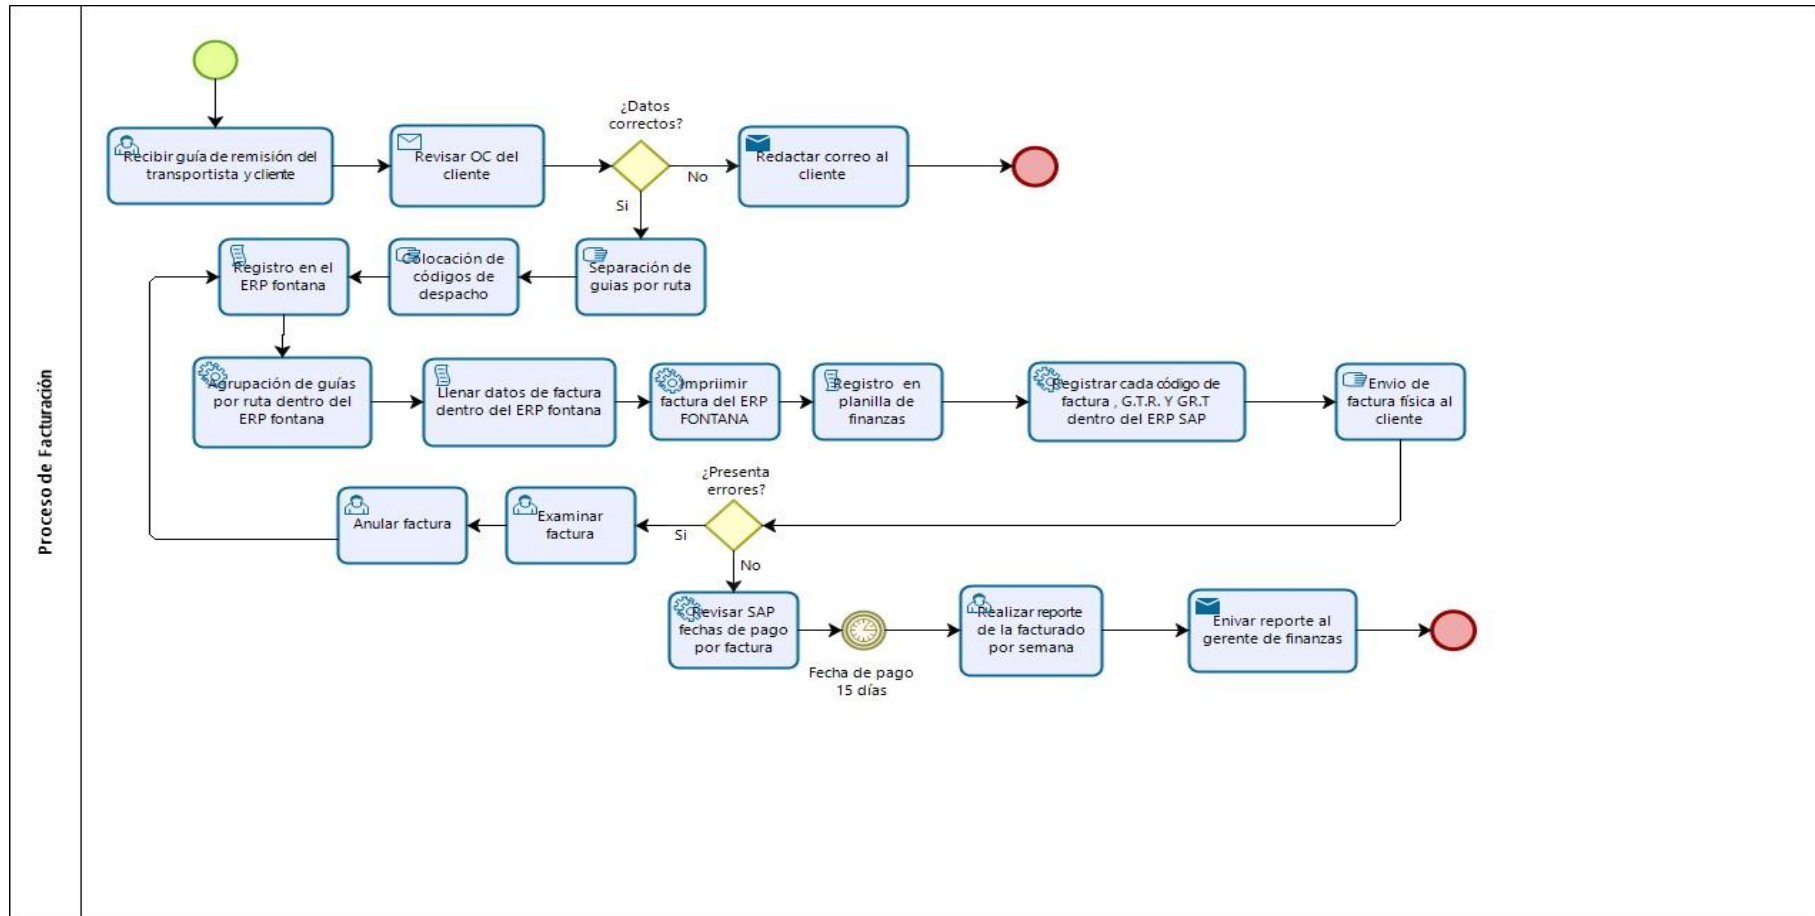 Proceso de Facturación
¿Datos
correctos?
Recibir guía de remisión del
transportista y cliente
Revisar OC del
cliente
No
Redactar correo al
cliente
Si
Registro en el
ERP fontana
Colocación de
códigos de
despacho
Separación de
guias por ruta
Agrupación de guías
por ruta dentro del
ERP fontana
Llenar datos de factura
dentro del ERP fontana
Impriimir
factura del ERP
FONTANA
Registro en
planilla de
finanzas
Registrar cada código de
factura , G.T.R. Y GR.T
dentro del ERP SAP
Envio de
factura física al
cliente
¿Presenta
errores?
Anular factura
Examinar
factura
Si
No
Revisar SAP
fechas de pago
por factura
Fecha de pago
15 días
Realizar reporte
de la facturado
por semana
Enivar reporte al
gerente de finanzas